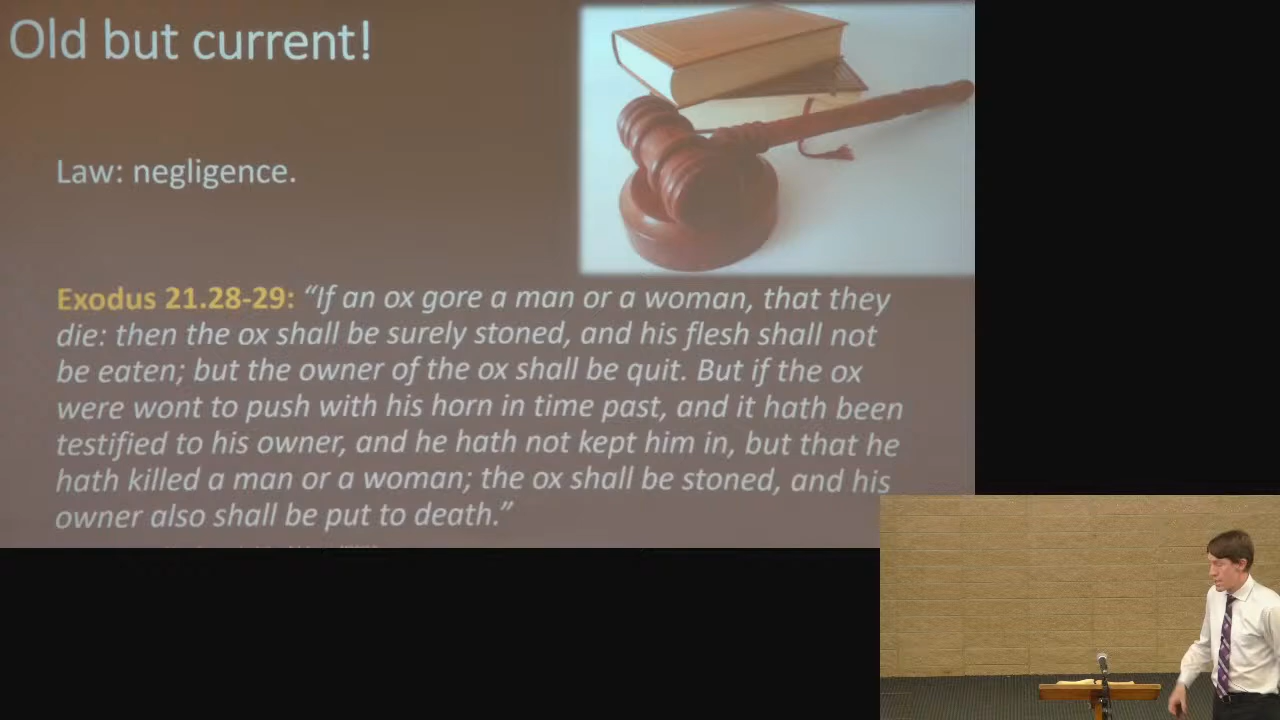 Old but current!
Law: negligence.
Exodus 21.28-29: “If an ox gore a man or a woman, that they
die: then the ox shall be surely stoned, and his flesh shall not
be eaten; but the owner of the ox shall be quit. But if the ox
were wont to push with his horn in time past, and it hath been
testified to his owner, and he hath not kept him in, but that he
hath killed a man or a woman; the ox shall be stoned, and his
owner also shall be put to death.”